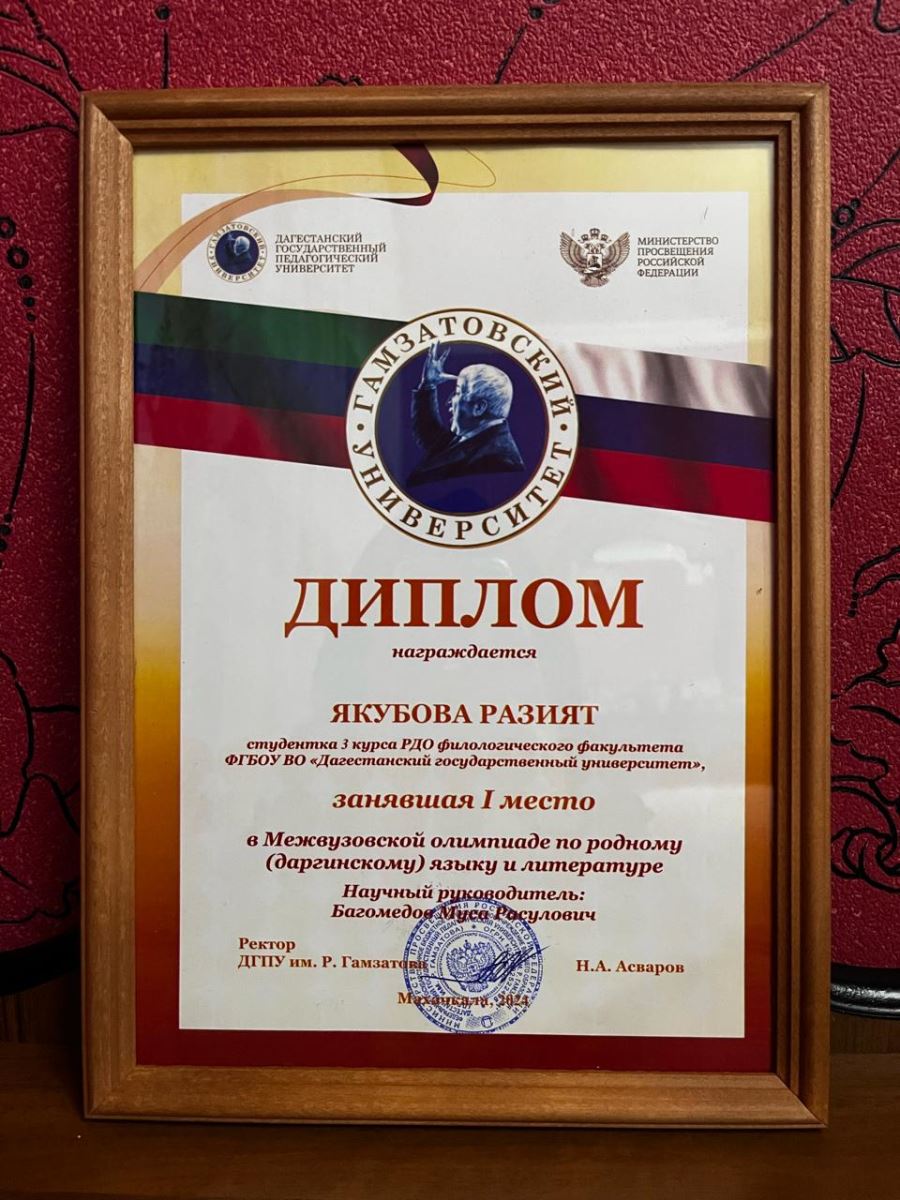 ГАМЗАТОВСКИЙ УНИВЕРСИТЕТ
ДАГЕСТАНСКИЙ
ГОСУДАРСТВЕННЫЙ
ПЕДАГОГИЧЕСКИЙ
УНИВЕРСИТЕТ
МИНИСТЕРСТВО
ПРОСВЕЩЕНИЯ
РОССИЙСКОЙ
ФЕДЕРАЦИИ
ГАМЗАТОВСКИЙ УНИВЕРСИТЕТ
ДИПЛОМ
награждается
ЯКУБОВА РАЗИЯТ
студентка 3 курса РДО филологического факультета
ФГБОУ ВО «Дагестанский государственный университет»,
занявшая I место
в Межвузовской олимпиаде по родному
(даргинскому) языку и литературе
Научный руководитель:
Багомедов Муса Расулович
Ректор
ДГПУ им. Р. Гамзатова
Н.А. Асваров
Махачкала, 2024